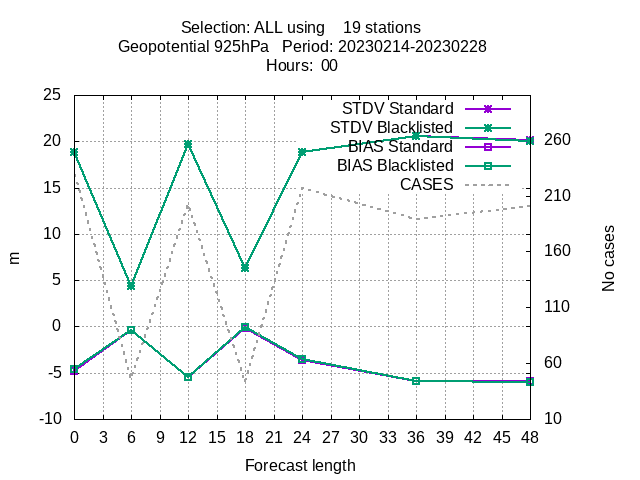 Selection: ALL using    19 stations
Geopotential 925hPa   Period: 20230214-20230228
Hours:  00
25
20
15
10
5
0
-5
-10
m
STDV Standard
STDV Blacklisted
BIAS Standard
BIAS Blacklisted
CASES
260
210
160
110
60
10
No cases
0 3 6 9 12 15 18 21 24 27 30 33 36 39 42 45 48
Forecast length